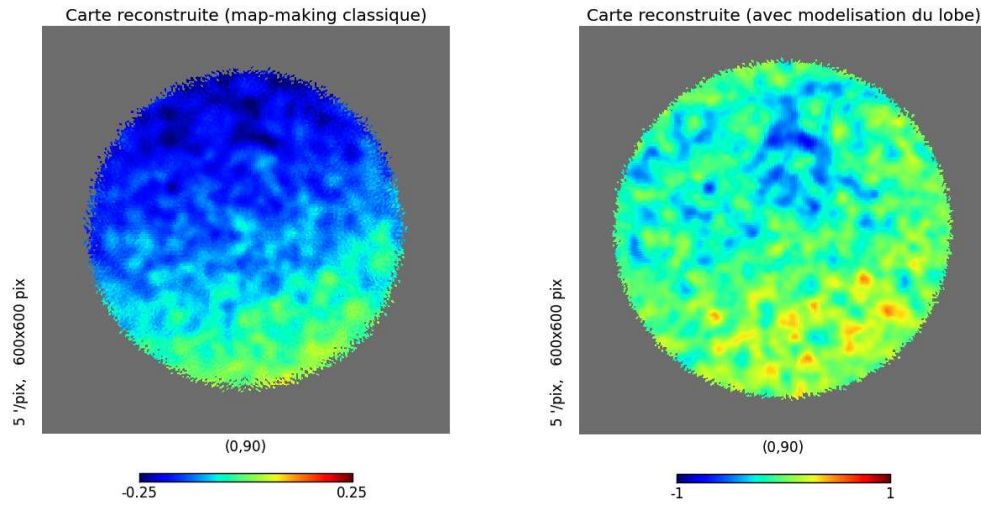 Carte reconstruite (map-making classique)
5 '/pix,   600x600 pix
(0,90)
-0.25
0.25
Carte reconstruite (avec modelisation du lobe)
5 '/pix,   600x600 pix
(0,90)
-1
1